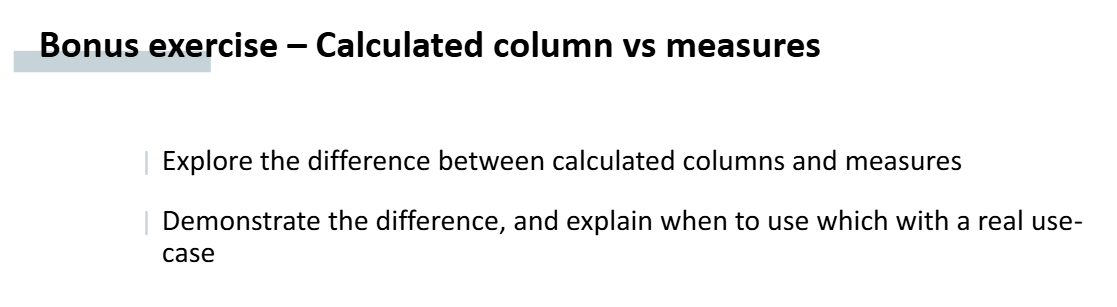 Bonus exercise – Calculated column vs measures
Explore the difference between calculated columns and measures
Demonstrate the difference, and explain when to use which with a real use-
case